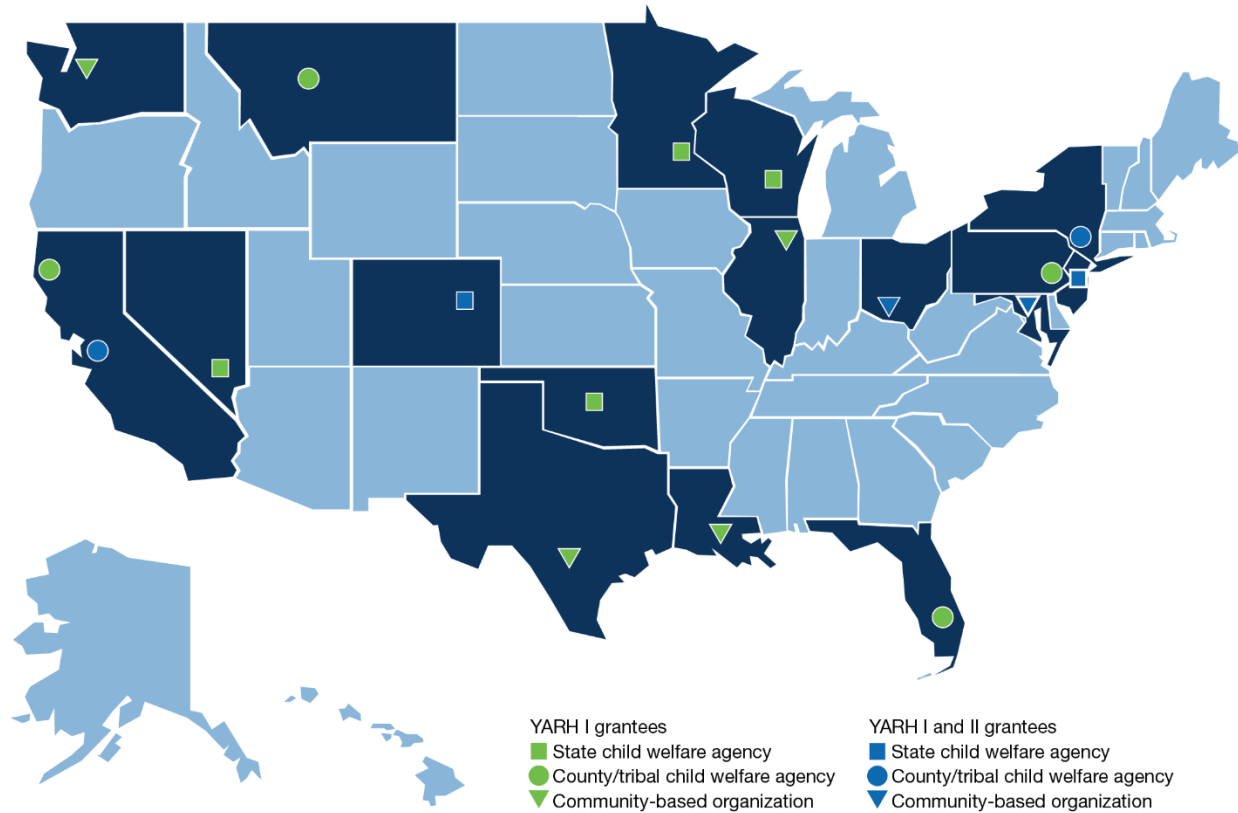 YARH I grantees
State child welfare agency
County/tribal child welfare agency
Community-based organization
YARH I and II grantees
State child welfare agency
County/tribal child welfare agency
Community-based organization